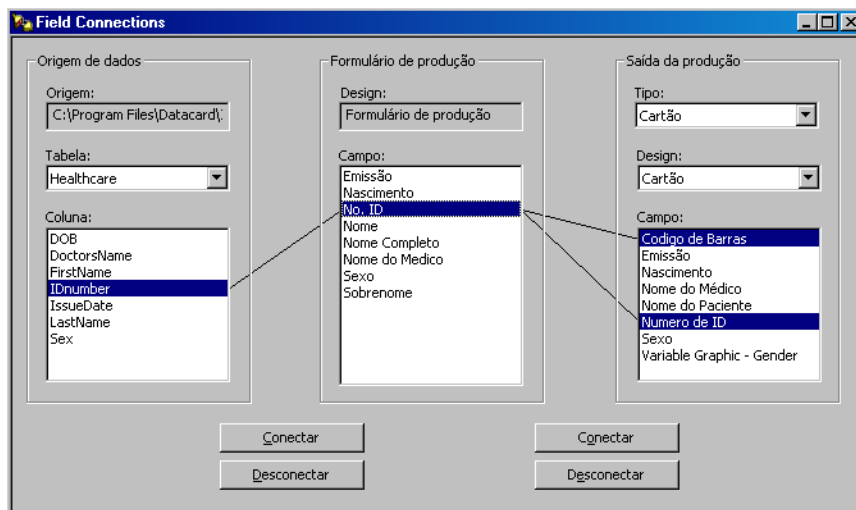 Field Connections
Origem de dados
Origem:
C:\Program Files\Datacard\
Tabela:
Healthcare
Coluna:
DOB
DoctorsName
FirstName
IDnumber
IssueDate
LastName
Sex
Formulário de produção
Design:
Formulário de produção
Campo:
Emissão
Nascimento
No. ID
Nome
Nome Completo
Nome do Medico
Sexo
Sobrenome
Saída da produção
Tipo:
Cartão
Design:
Cartão
Campo:
Codigo de Barras
Emissão
Nascimento
Nome do Médico
Nome do Paciente
Numero de ID
Sexo
Variable Graphic - Gender
Conectar
Desconectar
Conectar
Desconectar